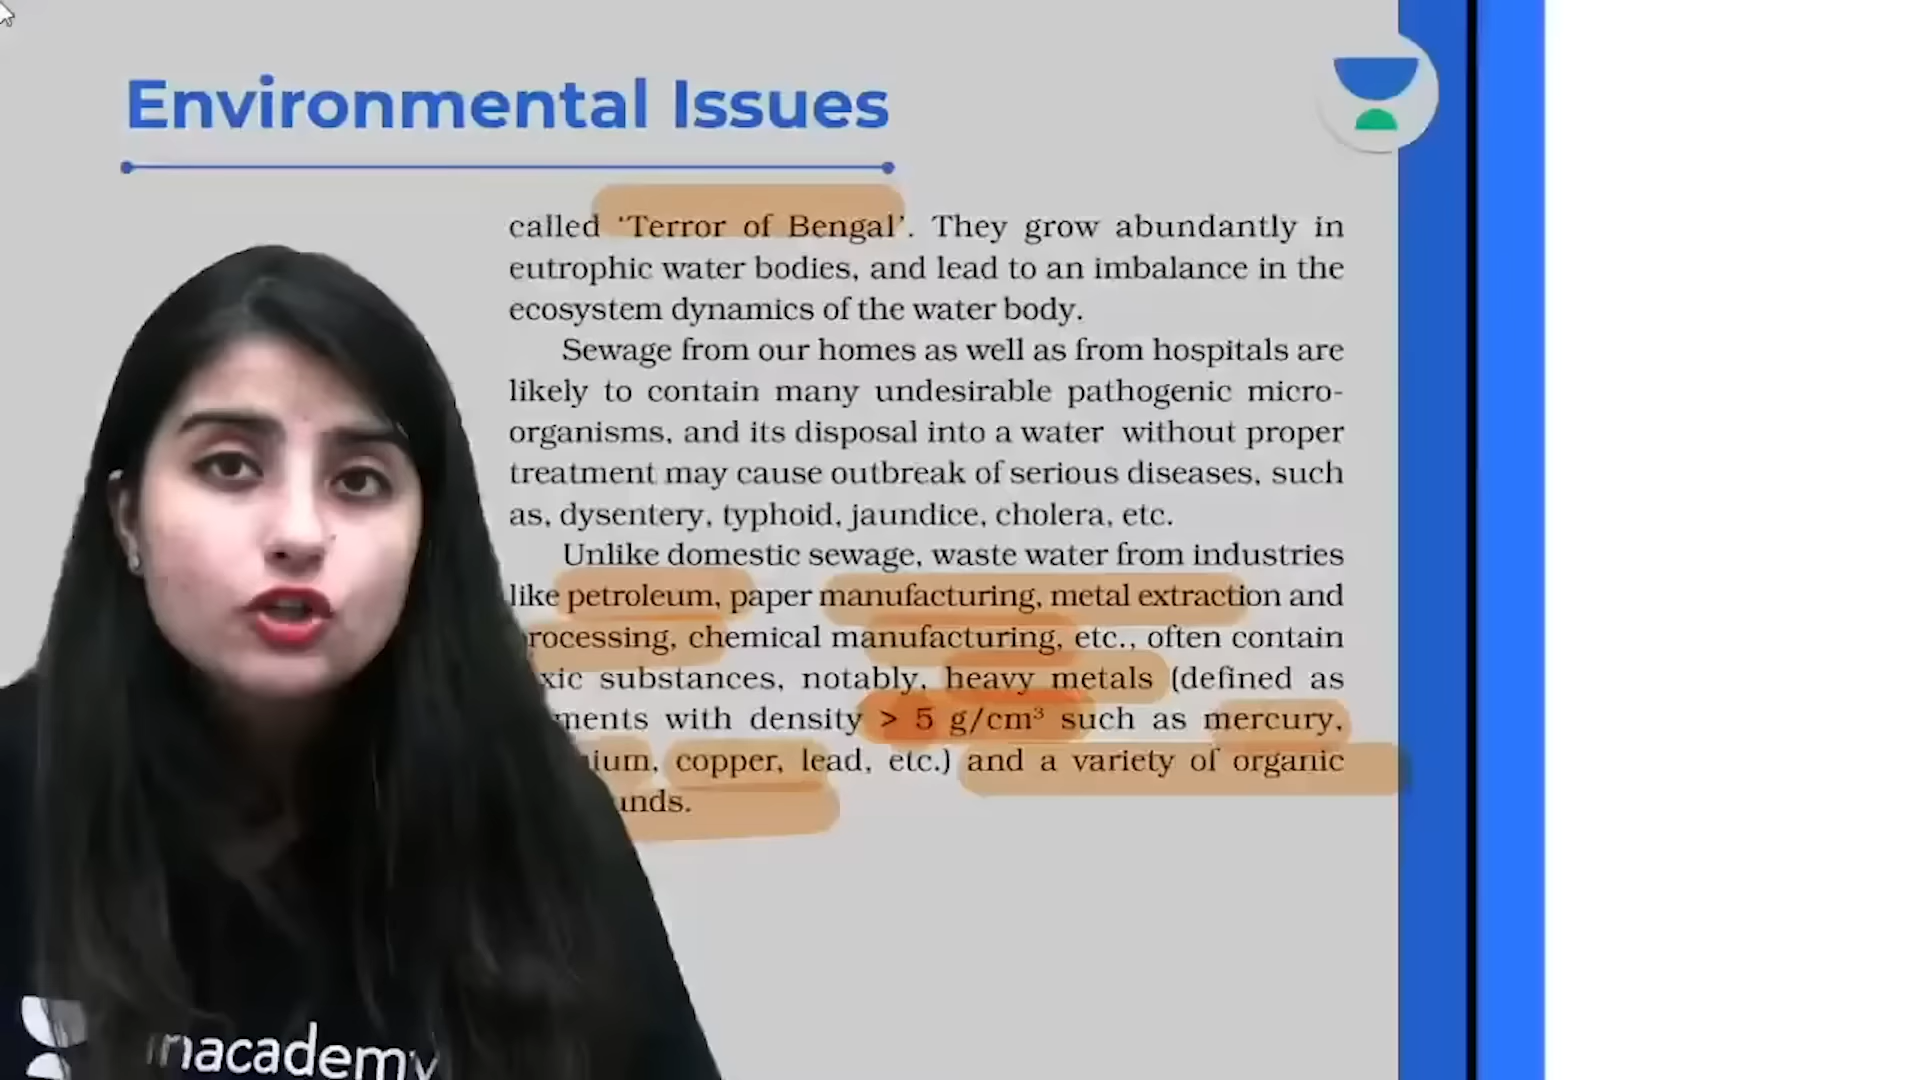 Environmental Issues
called ‘Terror of Bengal’. They grow abundantly in
eutrophic water bodies, and lead to an imbalance in the
ecosystem dynamics of the water body.
Sewage from our homes as well as from hospitals are
likely to contain many undesirable pathogenic micro-
organisms, and its disposal into a water without proper
treatment may cause outbreak of serious diseases, such
as, dysentery, typhoid, jaundice, cholera, etc.
Unlike domestic sewage, waste water from industries
like petroleum, paper manufacturing, metal extraction and
rocessing, chemical manufacturing, etc., often contain
xic substances, notably, heavy metals (defined as
ments with density > 5 g/cm³ such as mercury,
ium, copper, lead, etc.) and a variety of organic
unds.
nacademy